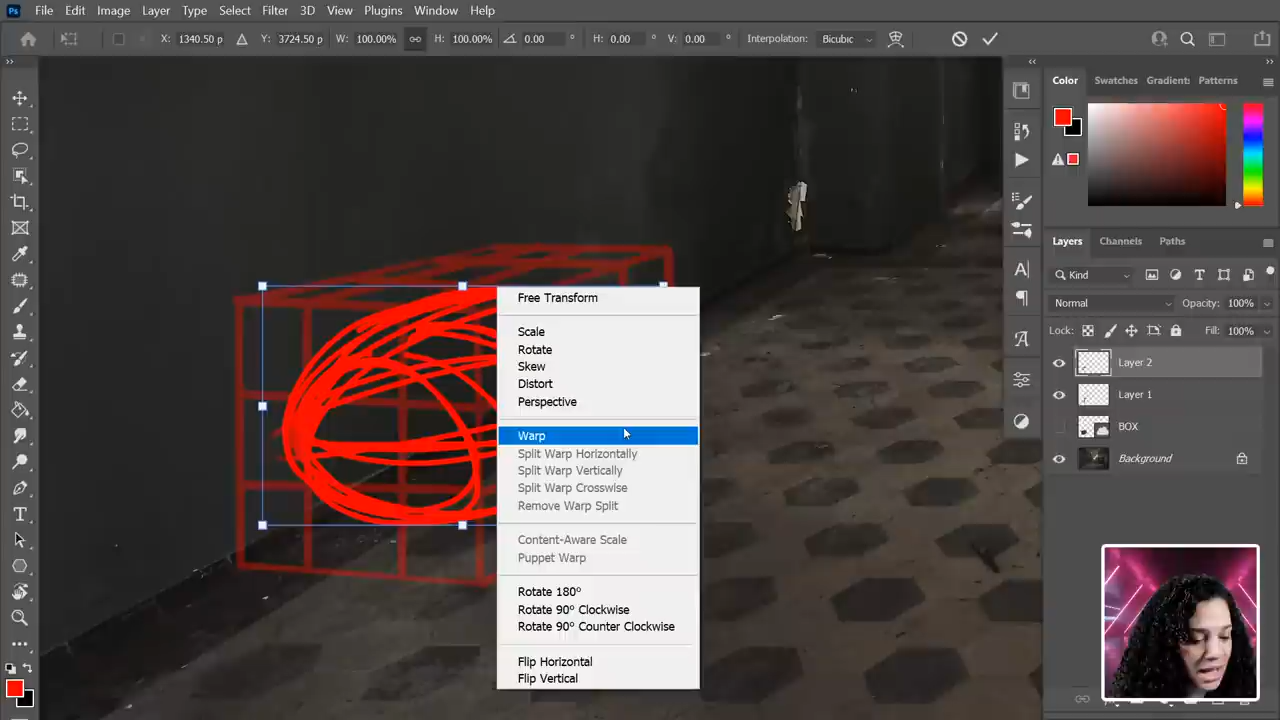 Ps File Edit Image Layer Type Select Filter 3D View Plugins Window Help
X: 1340.50 p Y: 3724.50 p W: 100.00% H: 100.00% 0.00 ° H: 0.00 ° V: 0.00 ° Interpolation: Bicubic
Color Swatches Gradient: Patterns
Layers Channels Paths
Kind
Normal Opacity: 100%
Lock: Fill: 100%
Layer 2
Layer 1
BOX
Background
Free Transform
Scale
Rotate
Skew
Distort
Perspective
Warp
Split Warp Horizontally
Split Warp Vertically
Split Warp Crosswise
Remove Warp Split
Content-Aware Scale
Puppet Warp
Rotate 180°
Rotate 90° Clockwise
Rotate 90° Counter Clockwise
Flip Horizontal
Flip Vertical